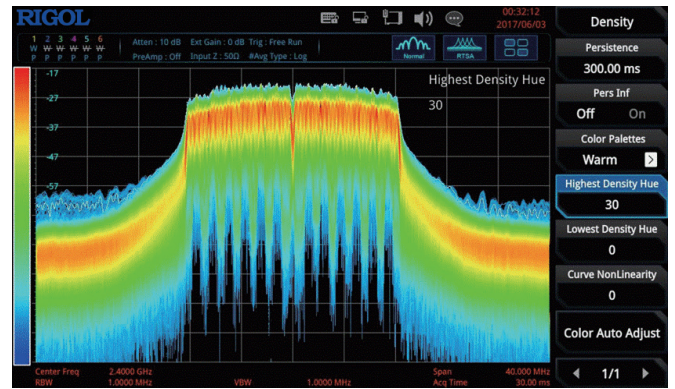 RIGOL
00:32:12
2017/06/03
1 2 3 4 5 6
W W W W W W
P P P P P P
Atten : 10 dB Ext Gain : 0 dB Trig : Free Run
PreAmp : Off Input Z : 50Ω #Avg Type : Log
Normal
RTSA
-17
-27
-37
-47
-57
Highest Density Hue
30
Center Freq 2.4000 GHz Span 40.000 MHz
RBW 1.0000 MHz VBW 1.0000 MHz Acq Time 30.00 ms
Density
Persistence
300.00 ms
Pers Inf
Off On
Color Palettes
Warm
Highest Density Hue
30
Lowest Density Hue
0
Curve NonLinearity
0
Color Auto Adjust
1/1